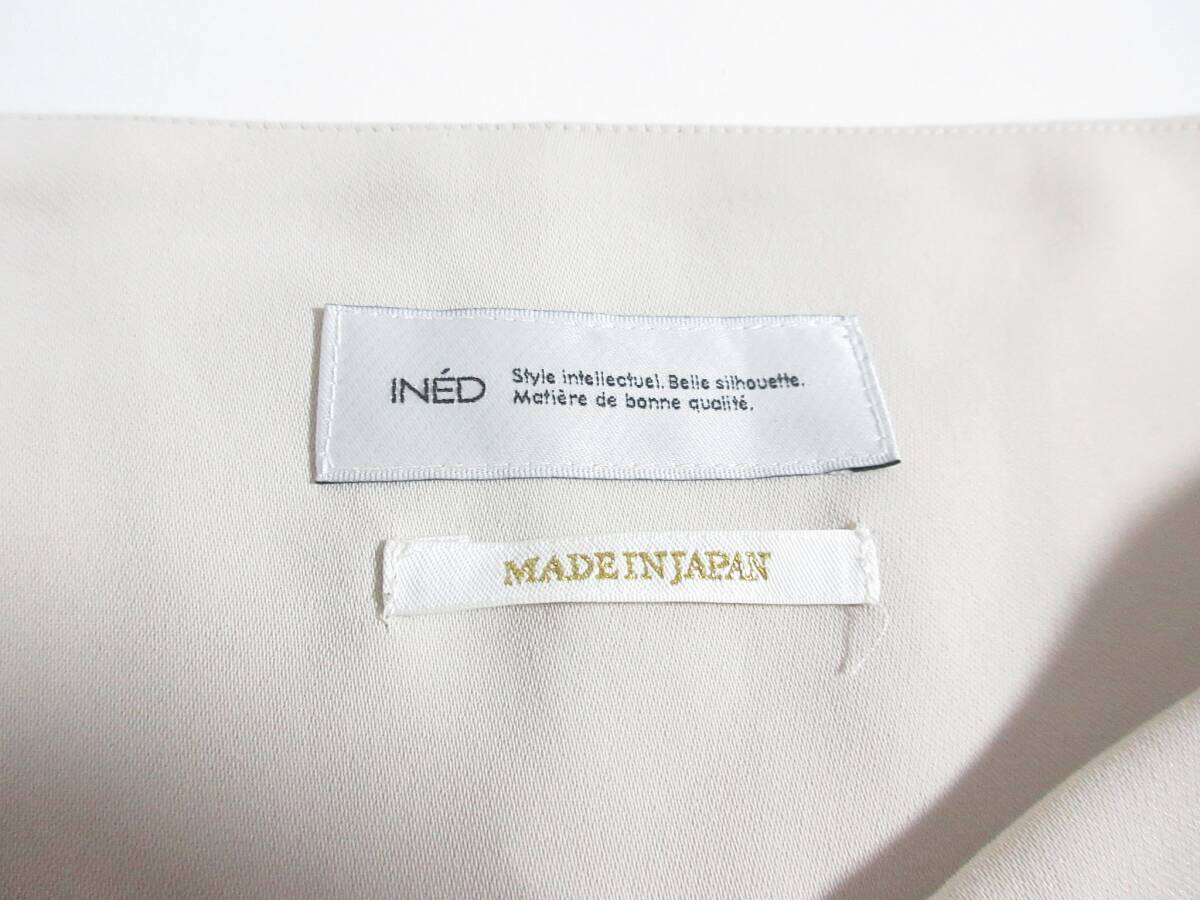 INÉD
Style intellectuel. Belle silhouette.
Matière de bonne qualité.
MADE IN JAPAN